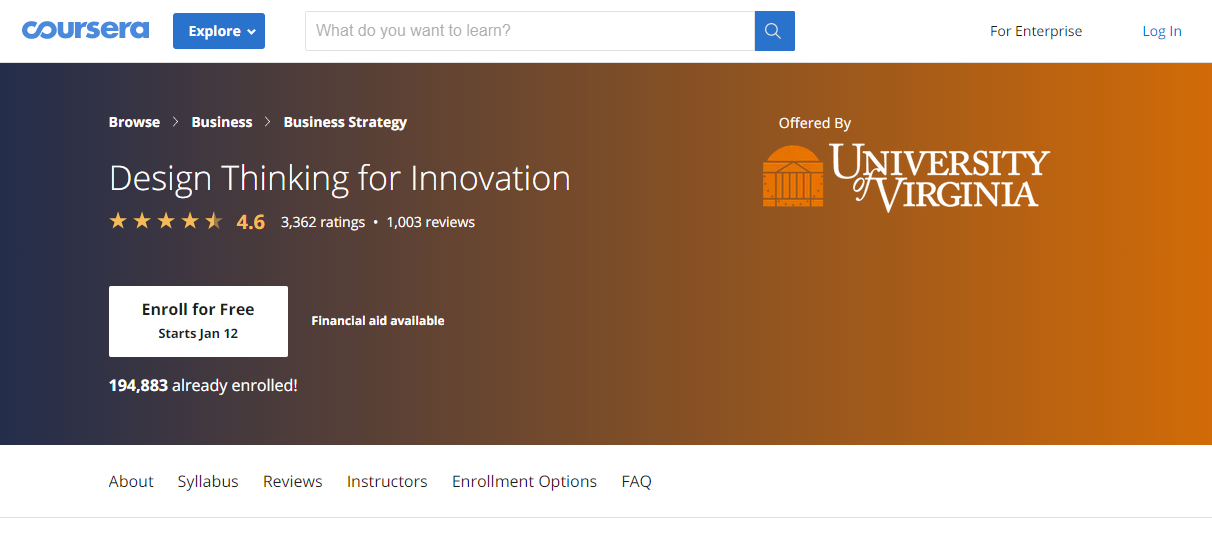 coursera
Explore
What do you want to learn?
For Enterprise
Log In
Browse > Business > Business Strategy
Offered By
UNIVERSITY
of VIRGINIA
Design Thinking for Innovation
4.6 3,362 ratings • 1,003 reviews
Enroll for Free
Starts Jan 12
Financial aid available
194,883 already enrolled!
About Syllabus Reviews Instructors Enrollment Options FAQ